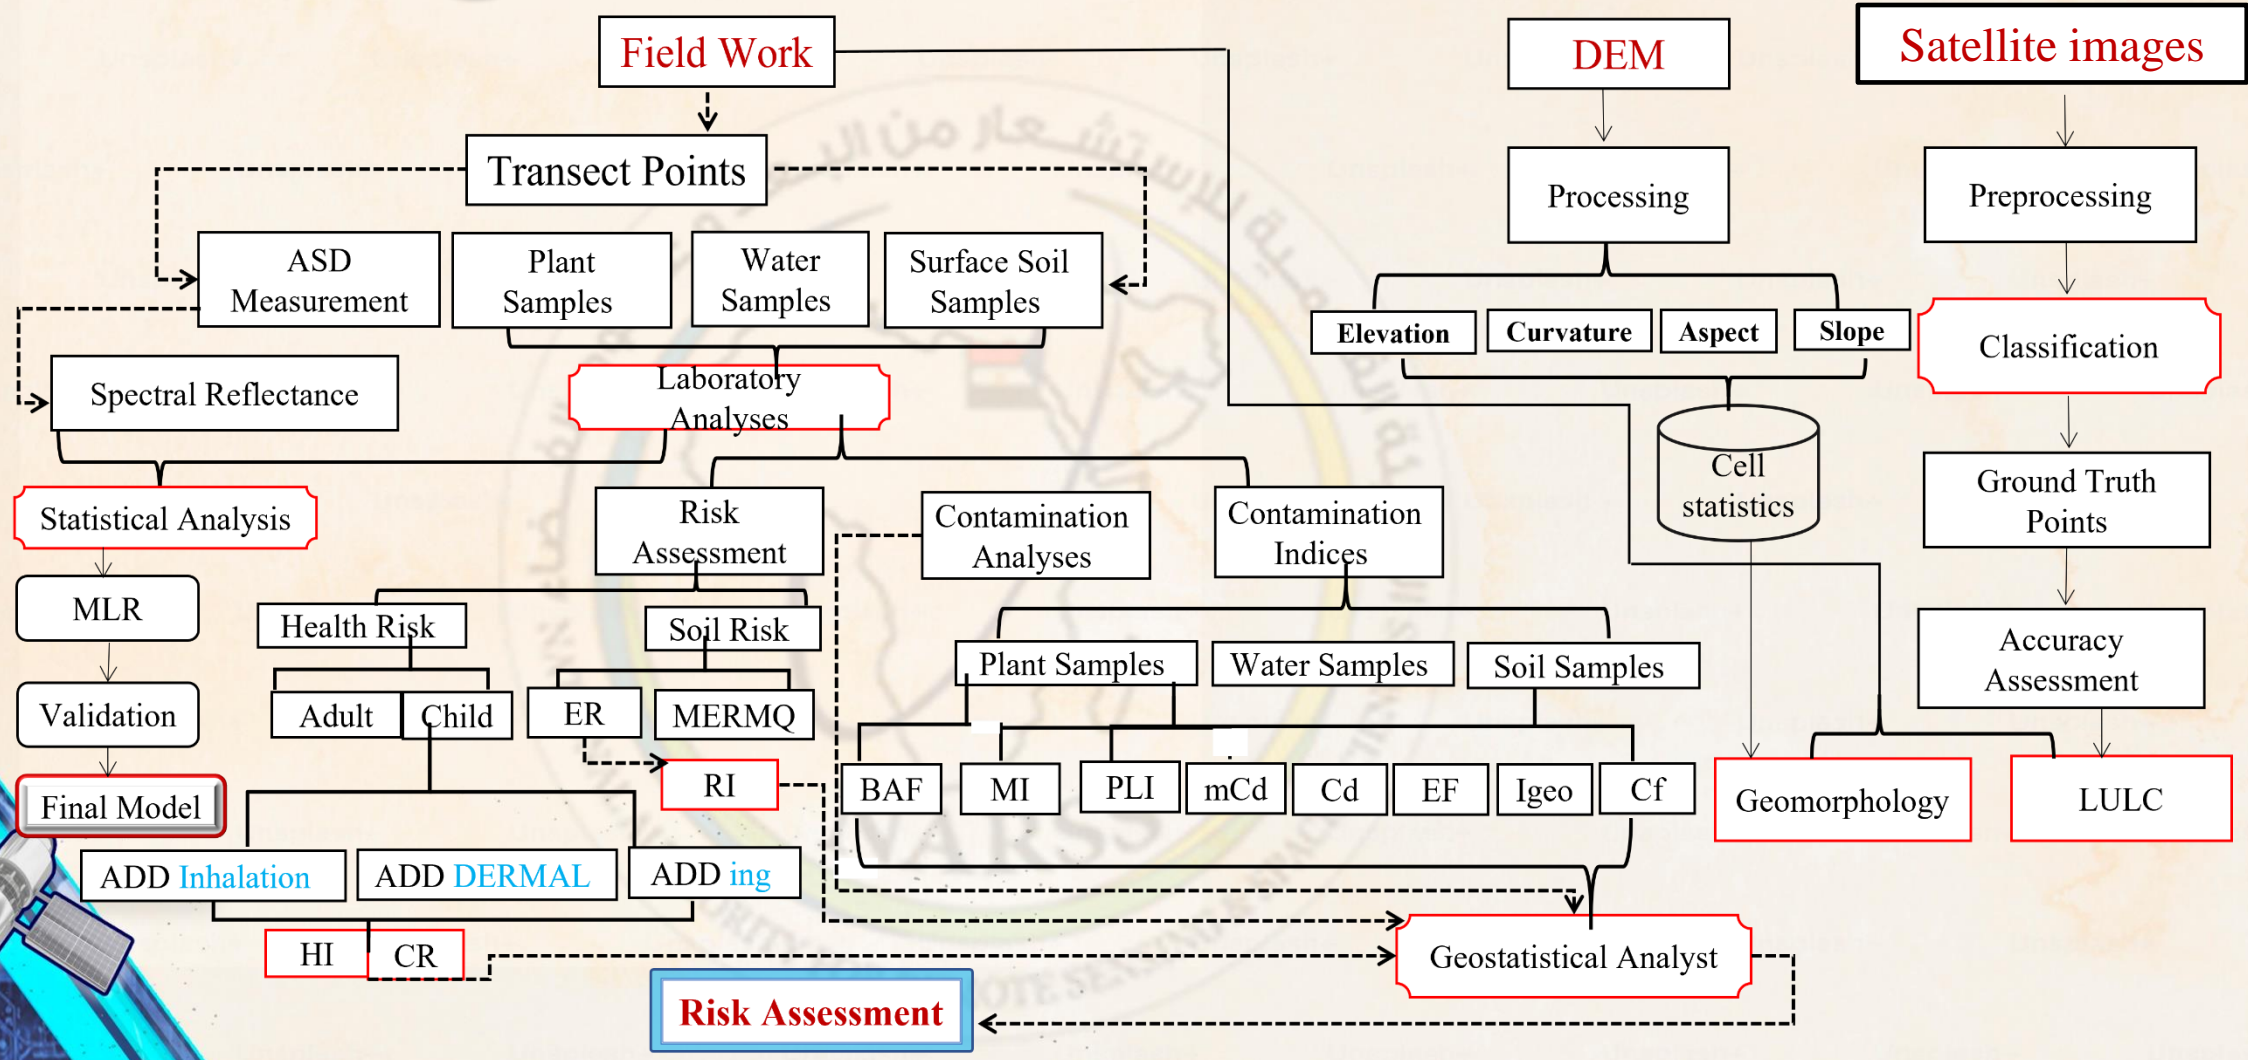 Field Work
DEM
Satellite images
Transect Points
Processing
Preprocessing
ASD
Measurement
Plant
Samples
Water
Samples
Surface Soil
Samples
Elevation
Curvature
Aspect
Slope
Classification
Spectral Reflectance
Laboratory
Analyses
Cell
statistics
Ground Truth
Points
Statistical Analysis
Risk
Assessment
Contamination
Analyses
Contamination
Indices
MLR
Health Risk
Soil Risk
Plant Samples
Water Samples
Soil Samples
Accuracy
Assessment
Validation
Adult
Child
ER
MERMQ
Final Model
RI
BAF
MI
PLI
mCd
Cd
EF
Igeo
Cf
Geomorphology
LULC
ADD Inhalation
ADD DERMAL
ADD ing
HI
CR
Geostatistical Analyst
Risk Assessment
NARSS